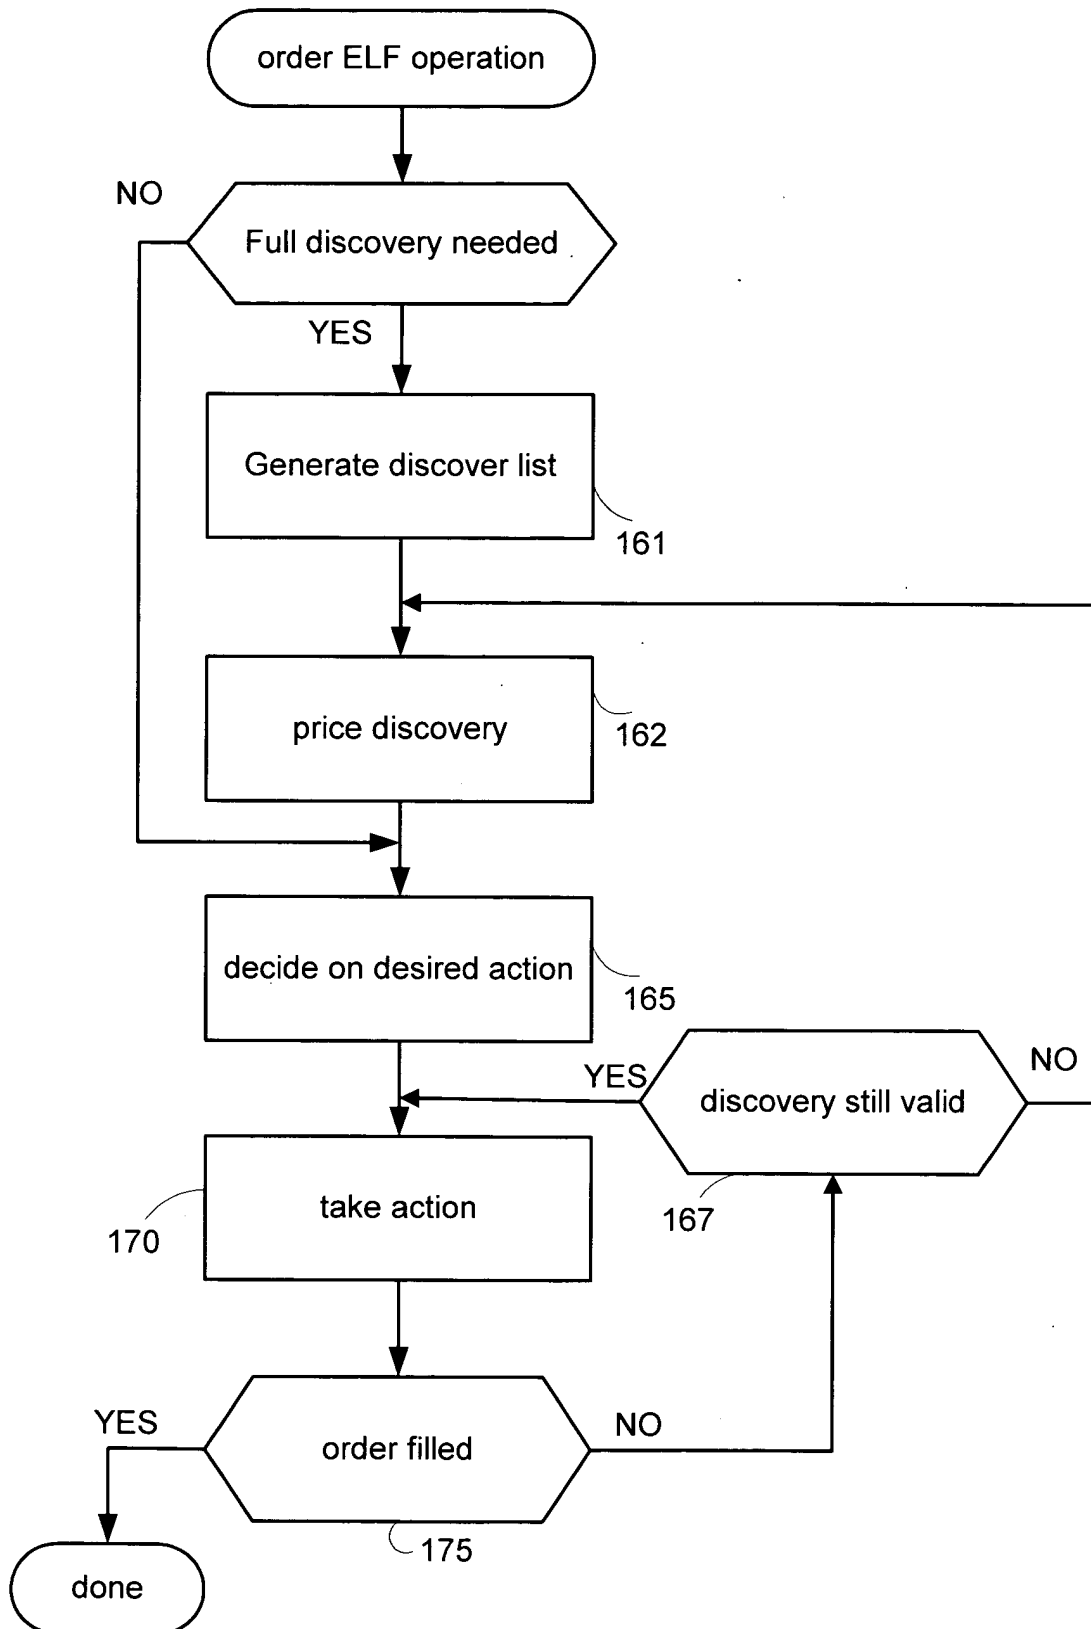 order ELF operation
NO
Full discovery needed
YES
Generate discover list
161
price discovery
162
decide on desired action
165
YES
discovery still valid
NO
167
take action
170
YES
order filled
NO
175
done